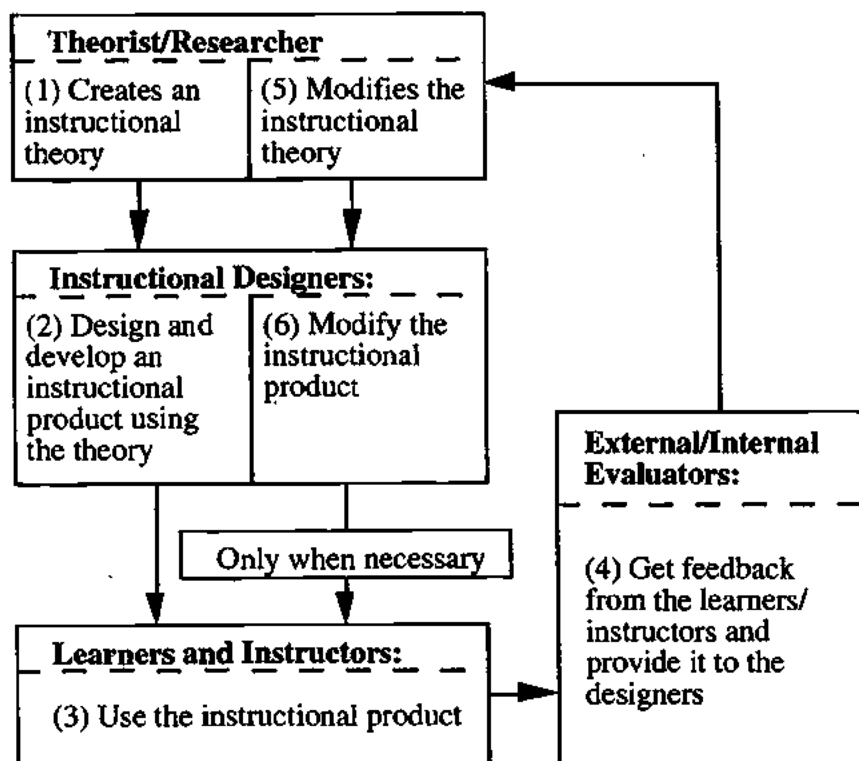 Theorist/Researcher
(1) Creates an
instructional
theory
(5) Modifies the
instructional
theory
Instructional Designers:
(2) Design and
develop an
instructional
product using
the theory
(6) Modify the
instructional
product
Only when necessary
Learners and Instructors:
(3) Use the instructional product
External/Internal
Evaluators:
(4) Get feedback
from the learners/
instructors and
provide it to the
designers